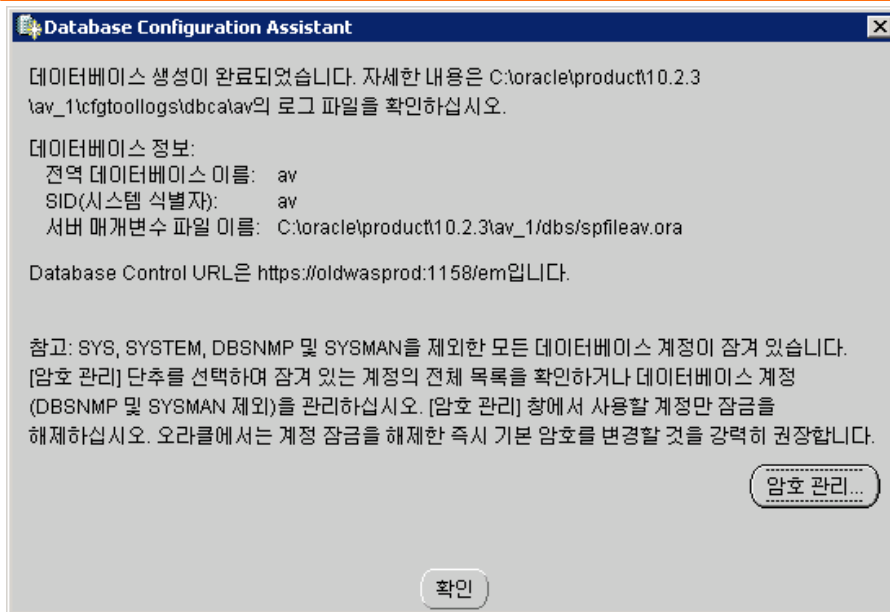 Database Configuration Assistant
데이터베이스 생성이 완료되었습니다. 자세한 내용은 C:\oracle\product\10.2.3
\av_1\cfgtoollogs\dbca\av의 로그 파일을 확인하십시오.
데이터베이스 정보:
전역 데이터베이스 이름: av
SID(시스템 식별자): av
서버 매개변수 파일 이름: C:\oracle\product\10.2.3\av_1/dbs/spfileav.ora
Database Control URL은 https://oldwasprod:1158/em입니다.
참고: SYS, SYSTEM, DBSNMP 및 SYSMAN을 제외한 모든 데이터베이스 계정이 잠겨 있습니다.
[암호 관리] 단추를 선택하여 잠겨 있는 계정의 전체 목록을 확인하거나 데이터베이스 계정
(DBSNMP 및 SYSMAN 제외)을 관리하십시오. [암호 관리] 창에서 사용할 계정만 잠금을
해제하십시오. 오라클에서는 계정 잠금을 해제한 즉시 기본 암호를 변경할 것을 강력히 권장합니다.
암호 관리...
확인